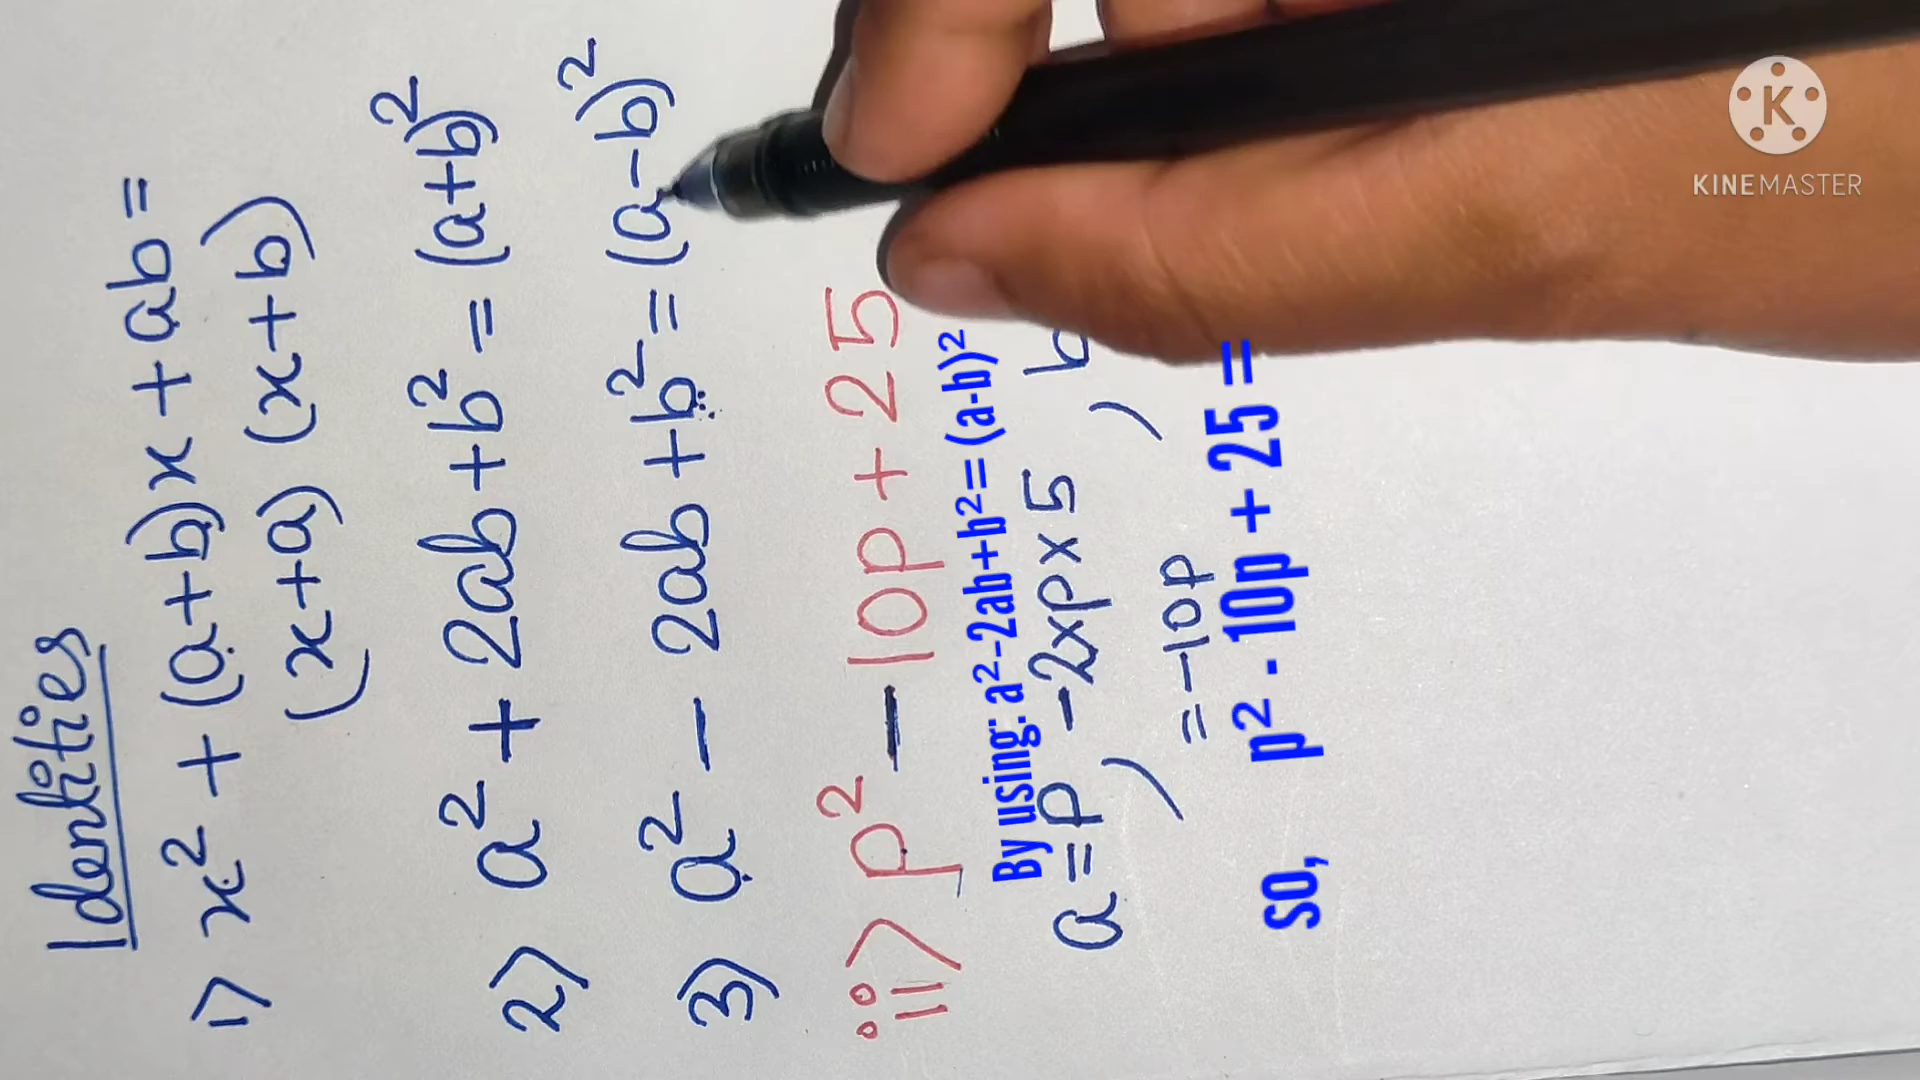 Identities
1) x² + (a+b)x + ab =
(x+a) (x+b)
2) a² + 2ab + b² = (a+b)²
3) a² - 2ab + b² = (a-b)²
ii) p² - 10p + 25
By using: a²-2ab+b²=(a-b)²
a=p, -2xpx5, b
=-10p
so, p² - 10p + 25 =
KINEMASTER